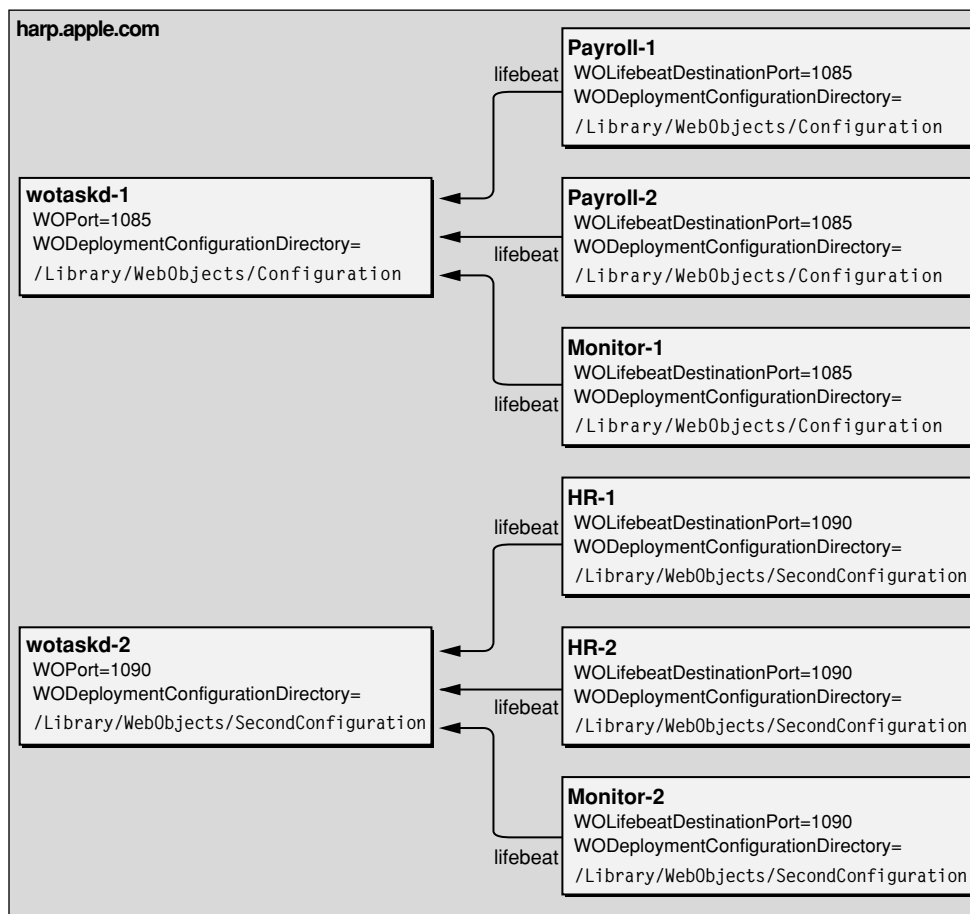 harp.apple.com
Payroll-1
WOLifebeatDestinationPort=1085
WODeploymentConfigurationDirectory=
/Library/WebObjects/Configuration
lifebeat
wotaskd-1
WOPort=1085
WODeploymentConfigurationDirectory=
/Library/WebObjects/Configuration
Payroll-2
WOLifebeatDestinationPort=1085
WODeploymentConfigurationDirectory=
/Library/WebObjects/Configuration
lifebeat
Monitor-1
WOLifebeatDestinationPort=1085
WODeploymentConfigurationDirectory=
/Library/WebObjects/Configuration
lifebeat
HR-1
WOLifebeatDestinationPort=1090
WODeploymentConfigurationDirectory=
/Library/WebObjects/SecondConfiguration
lifebeat
wotaskd-2
WOPort=1090
WODeploymentConfigurationDirectory=
/Library/WebObjects/SecondConfiguration
HR-2
WOLifebeatDestinationPort=1090
WODeploymentConfigurationDirectory=
/Library/WebObjects/SecondConfiguration
lifebeat
Monitor-2
WOLifebeatDestinationPort=1090
WODeploymentConfigurationDirectory=
/Library/WebObjects/SecondConfiguration
lifebeat